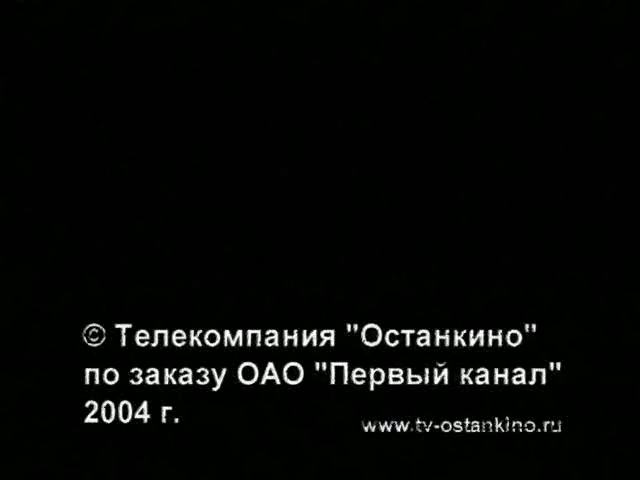 © Телекомпания "Останкино"
по заказу ОАО "Первый канал"
2004 г.
www.tv-ostankino.ru